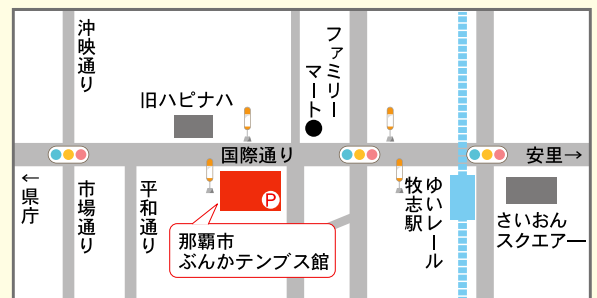 沖映通り
ファミリー
マート
旧ハピナハ
国際通り
安里→
←県庁
市場通り
平和通り
P
ゆいレール
牧志駅
さいおん
スクエアー
那覇市
ぶんかテンブス館